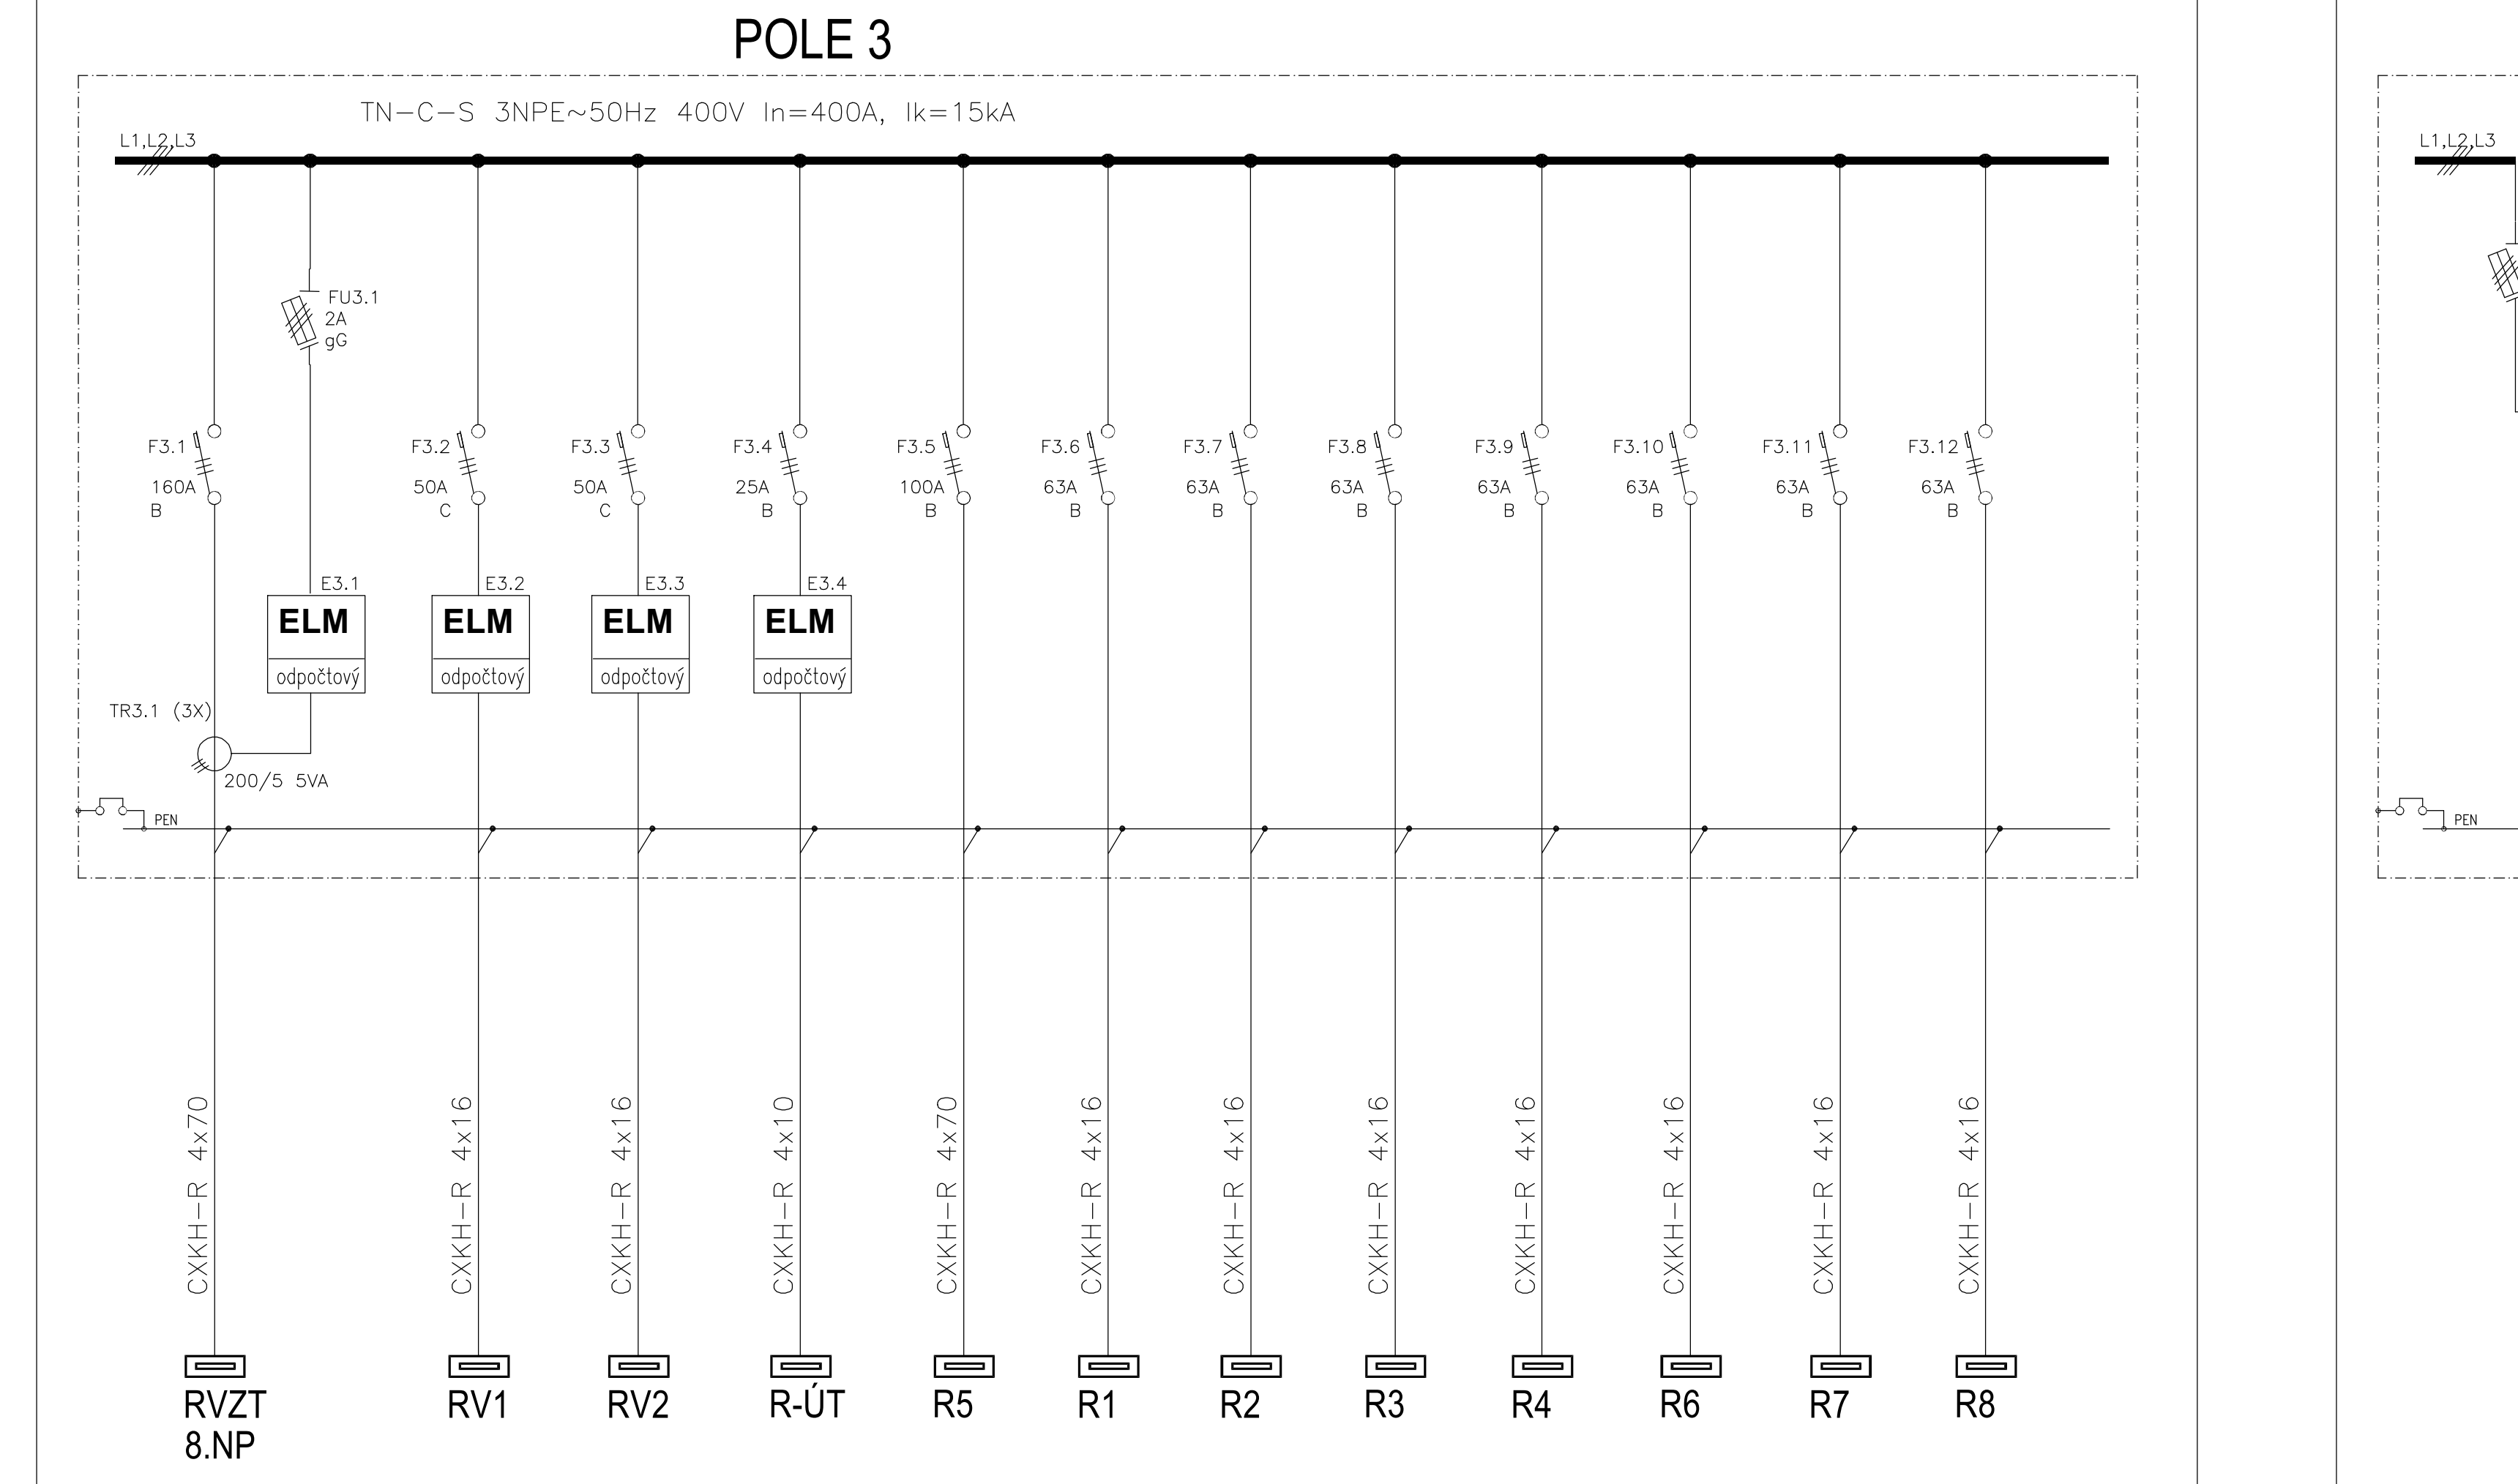 POLE 3
TN-C-S 3NPE~50Hz 400V In=400A, Ik=15kA
L1,L2,L3
L1,L2,L3
FU3.1
2A
gG
F3.1
160A
B
F3.2
50A
C
F3.3
50A
C
F3.4
25A
B
F3.5
100A
B
F3.6
63A
B
F3.7
63A
B
F3.8
63A
B
F3.9
63A
B
F3.10
63A
B
F3.11
63A
B
F3.12
63A
B
E3.1
ELM
odpočtový
E3.2
ELM
odpočtový
E3.3
ELM
odpočtový
E3.4
ELM
odpočtový
TR3.1 (3X)
200/5 5VA
PEN
PEN
CXKH-R 4x70
CXKH-R 4x16
CXKH-R 4x16
CXKH-R 4x10
CXKH-R 4x70
CXKH-R 4x16
CXKH-R 4x16
CXKH-R 4x16
CXKH-R 4x16
CXKH-R 4x16
CXKH-R 4x16
CXKH-R 4x16
RVZT
8.NP
RV1
RV2
R-ÚT
R5
R1
R2
R3
R4
R6
R7
R8